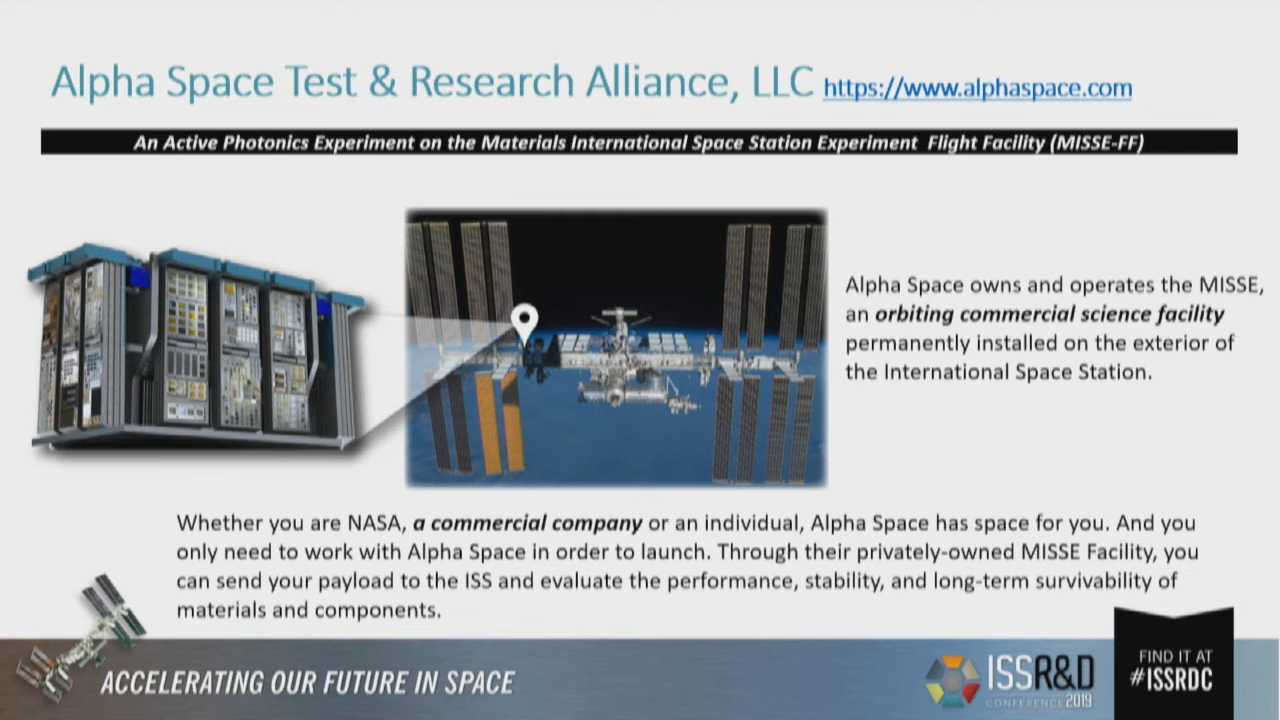 Alpha Space Test & Research Alliance, LLC https://www.alphaspace.com
An Active Photonics Experiment on the Materials International Space Station Experiment Flight Facility (MISSE-FF)
Alpha Space owns and operates the MISSE,
an orbiting commercial science facility
permanently installed on the exterior of
the International Space Station.
Whether you are NASA, a commercial company or an individual, Alpha Space has space for you. And you
only need to work with Alpha Space in order to launch. Through their privately-owned MISSE Facility, you
can send your payload to the ISS and evaluate the performance, stability, and long-term survivability of
materials and components.
ACCELERATING OUR FUTURE IN SPACE
ISSR&D
CONFERENCE 2019
FIND IT AT
#ISSRDC